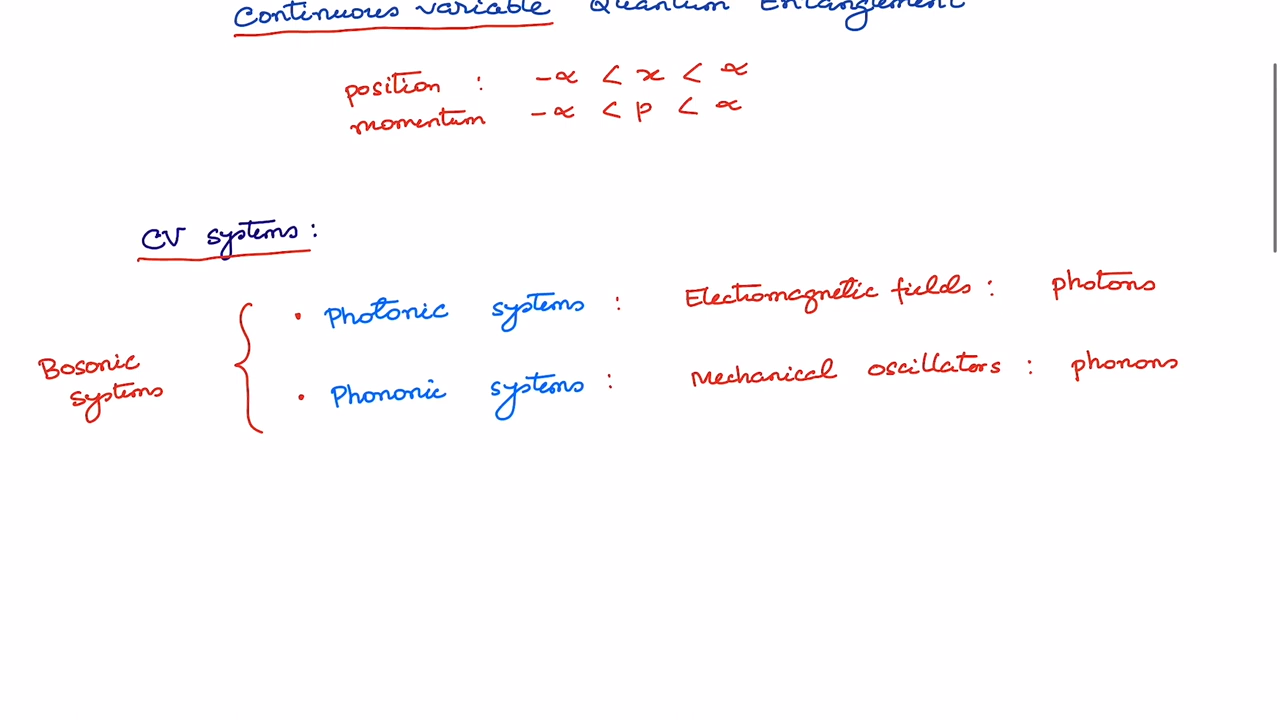 Continuous variable Quantum Entanglement
position : -∝ < x < ∝
momentum -∝ < p < ∝
CV systems :
Bosonic systems
• Photonic systems : Electromagnetic fields : photons
• Phononic systems : Mechanical oscillators : phonons